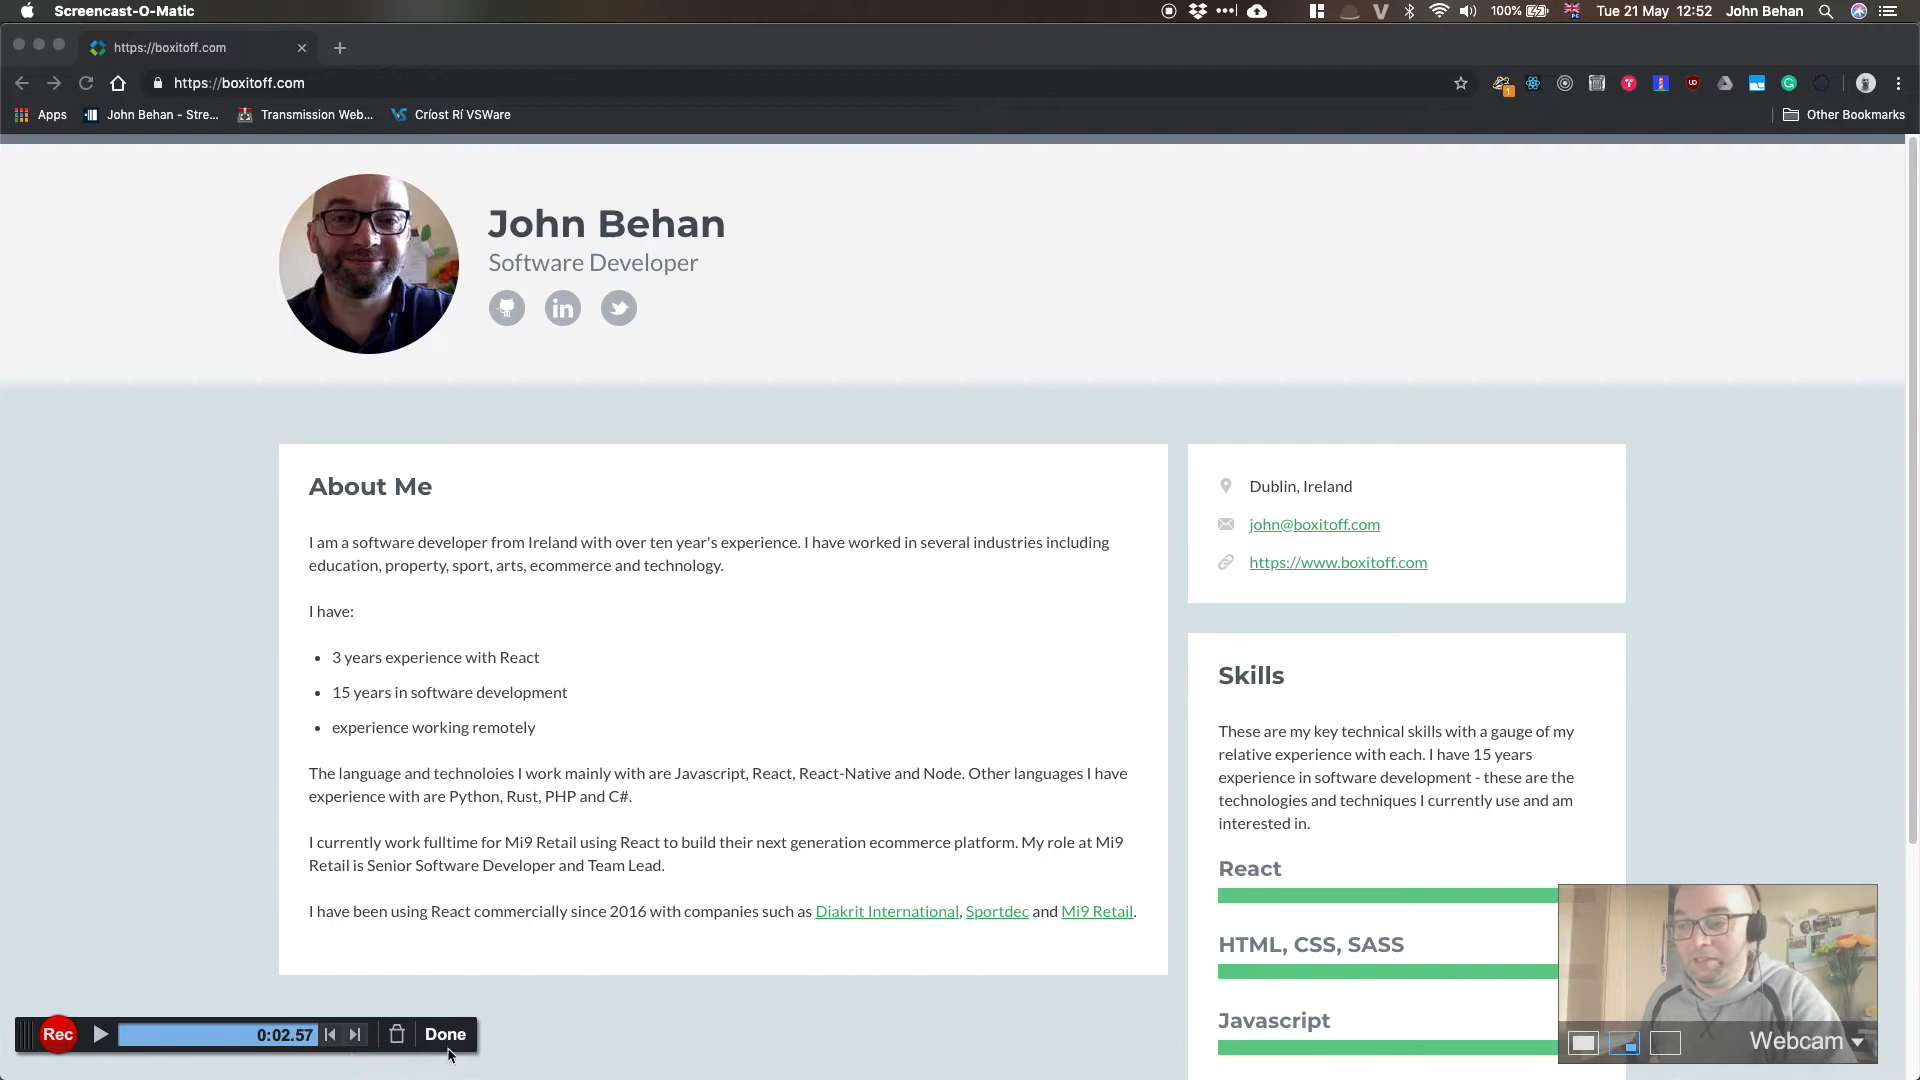 Screencast-O-Matic
100%
Tue 21 May 12:52
John Behan
https://boxitoff.com
https://boxitoff.com
1
Apps
John Behan - Stre...
Transmission Web...
Críost Rí VSWare
Other Bookmarks
John Behan
Software Developer
in
About Me
I am a software developer from Ireland with over ten year's experience. I have worked in several industries including
education, property, sport, arts, ecommerce and technology.
I have:
• 3 years experience with React
• 15 years in software development
• experience working remotely
The language and technoloies I work mainly with are Javascript, React, React-Native and Node. Other languages I have
experience with are Python, Rust, PHP and C#.
I currently work fulltime for Mi9 Retail using React to build their next generation ecommerce platform. My role at Mi9
Retail is Senior Software Developer and Team Lead.
I have been using React commercially since 2016 with companies such as Diakrit International, Sportdec and Mi9 Retail.
Dublin, Ireland
john@boxitoff.com
https://www.boxitoff.com
Skills
These are my key technical skills with a gauge of my
relative experience with each. I have 15 years
experience in software development - these are the
technologies and techniques I currently use and am
interested in.
React
HTML, CSS, SASS
Javascript
Rec
0:02.57
Done
Webcam